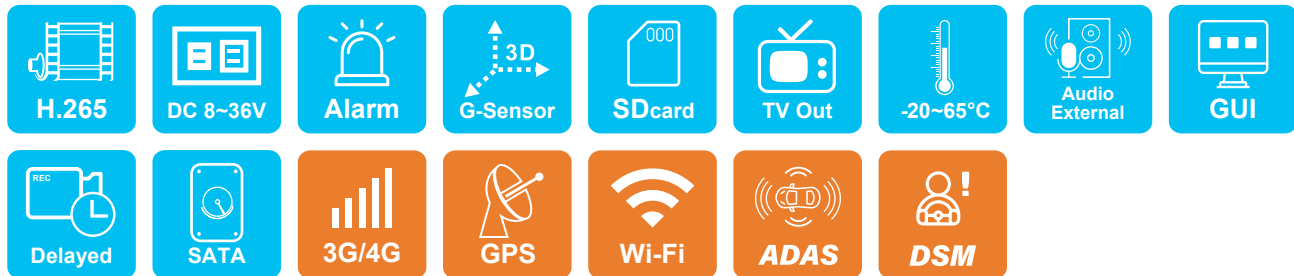 H.265
DC 8~36V
Alarm
3D
G-Sensor
000
SDcard
TV Out
-20~65°C
Audio
External
GUI
REC
Delayed
SATA
3G/4G
GPS
Wi-Fi
ADAS
!
DSM